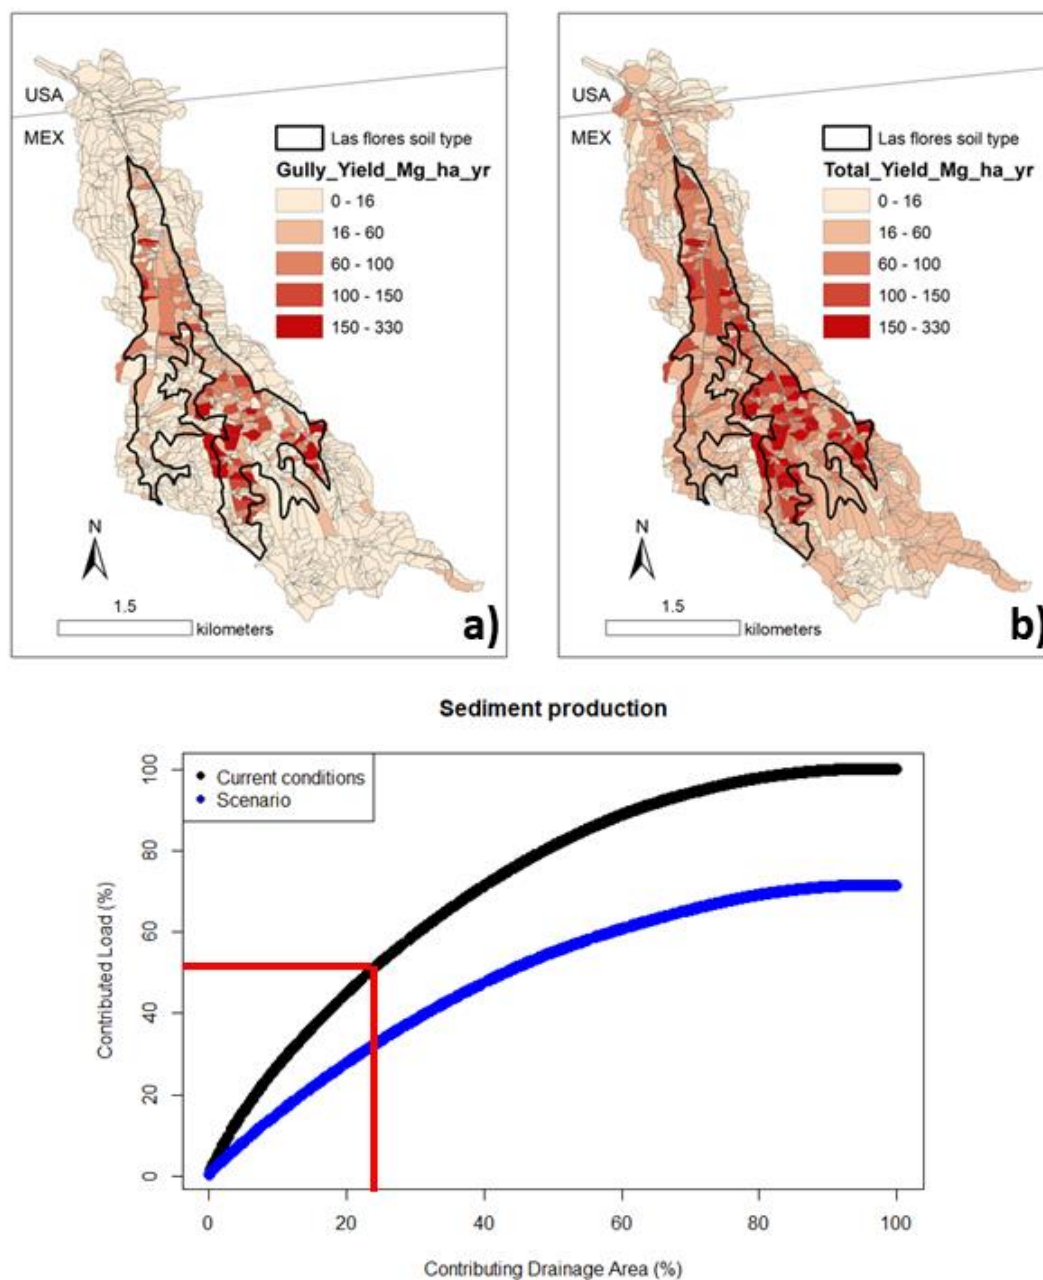 USA
MEX
Las flores soil type
Gully_Yield_Mg_ha_yr
0 - 16
16 - 60
60 - 100
100 - 150
150 - 330
N
1.5
kilometers
a)
USA
MEX
Las flores soil type
Total_Yield_Mg_ha_yr
0 - 16
16 - 60
60 - 100
100 - 150
150 - 330
N
1.5
kilometers
b)
Sediment production
Current conditions
Scenario
Contributed Load (%)
100
80
60
40
20
0
0 20 40 60 80 100
Contributing Drainage Area (%)